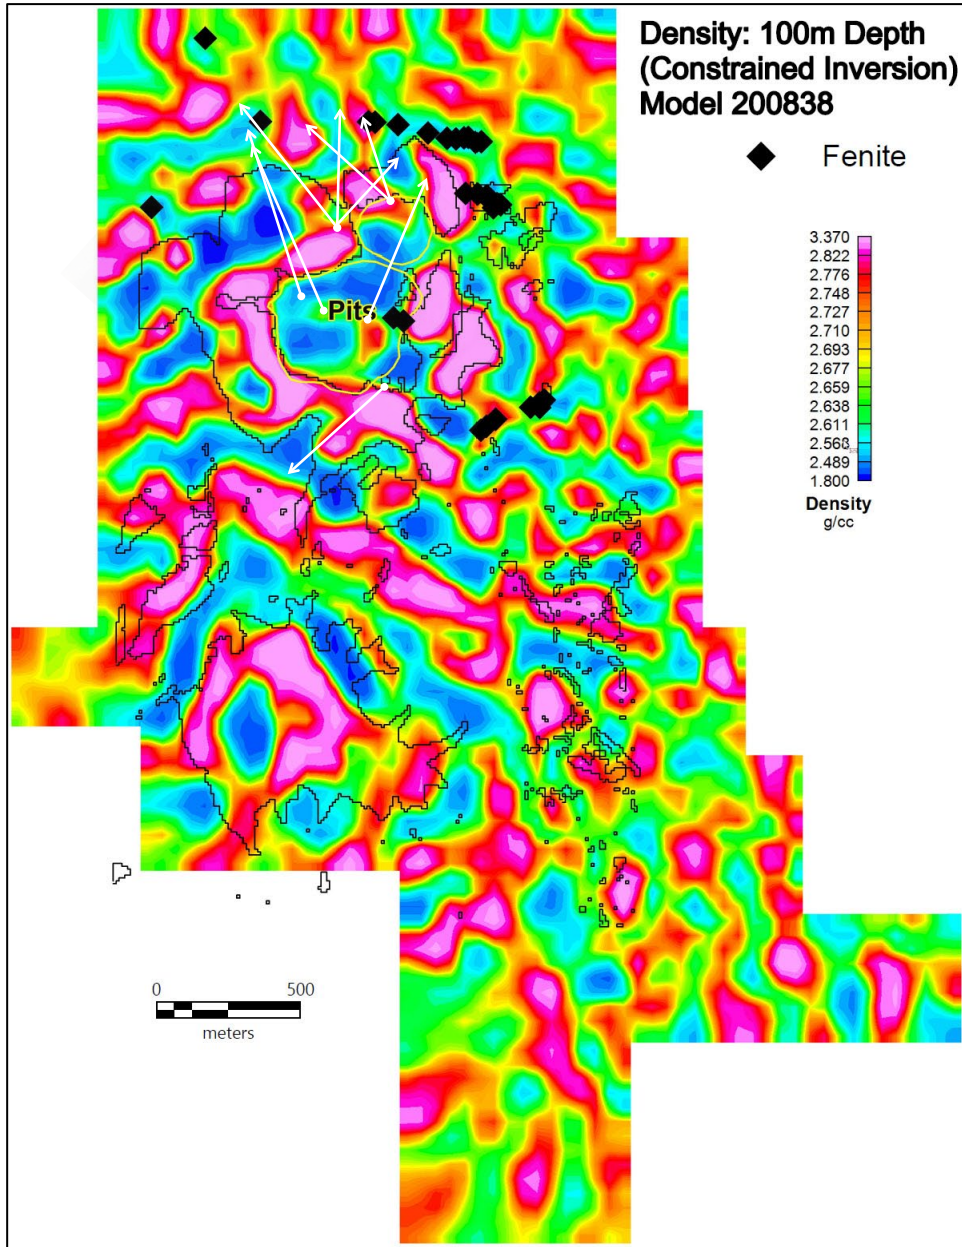 Density: 100m Depth
(Constrained Inversion)
Model 200838
Fenite
3.370
2.822
2.776
2.748
2.727
2.710
2.693
2.677
2.659
2.638
2.611
2.568
2.489
1.800
Density
g/cc
Pits
0 500
meters